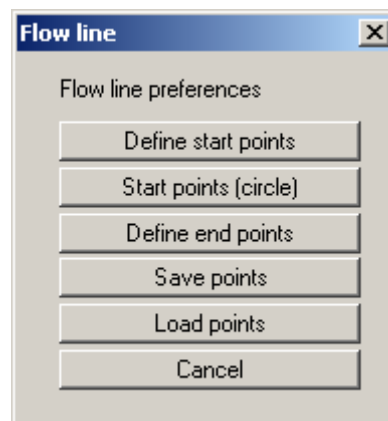 Flow line
Flow line preferences
Define start points
Start points (circle)
Define end points
Save points
Load points
Cancel